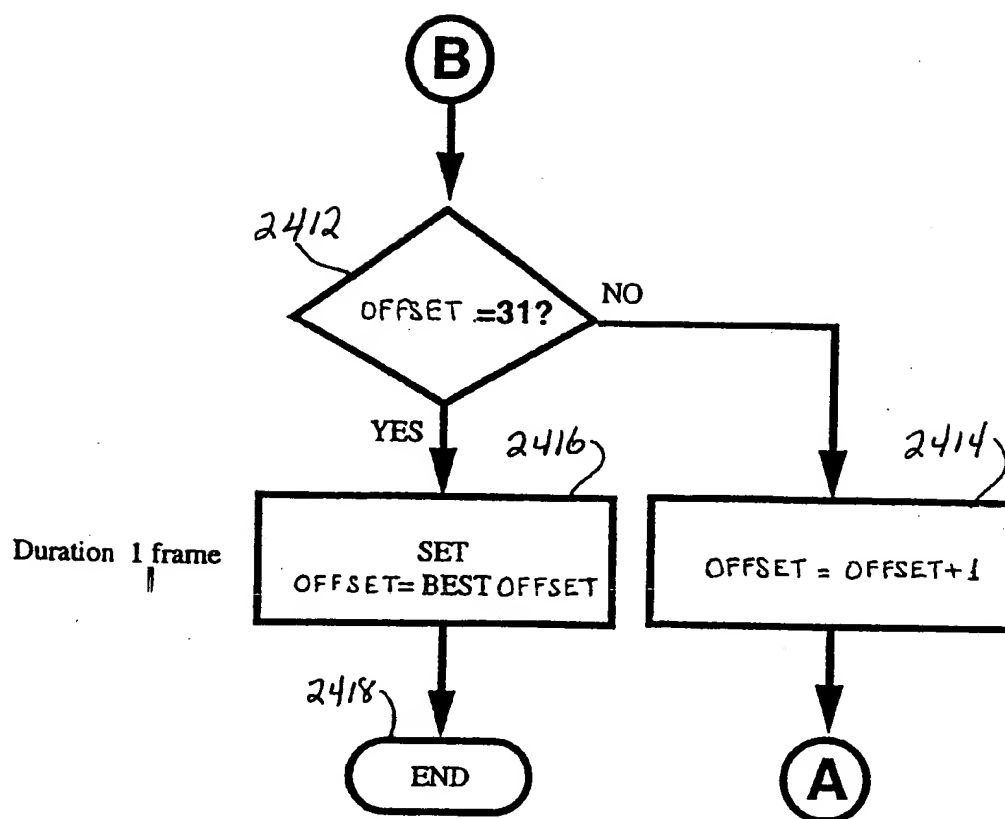 B
2412
OFFSET =31?
NO
YES
2416
2414
Duration 1 frame
SET
OFFSET=BEST OFFSET
OFFSET = OFFSET+1
2418
END
A